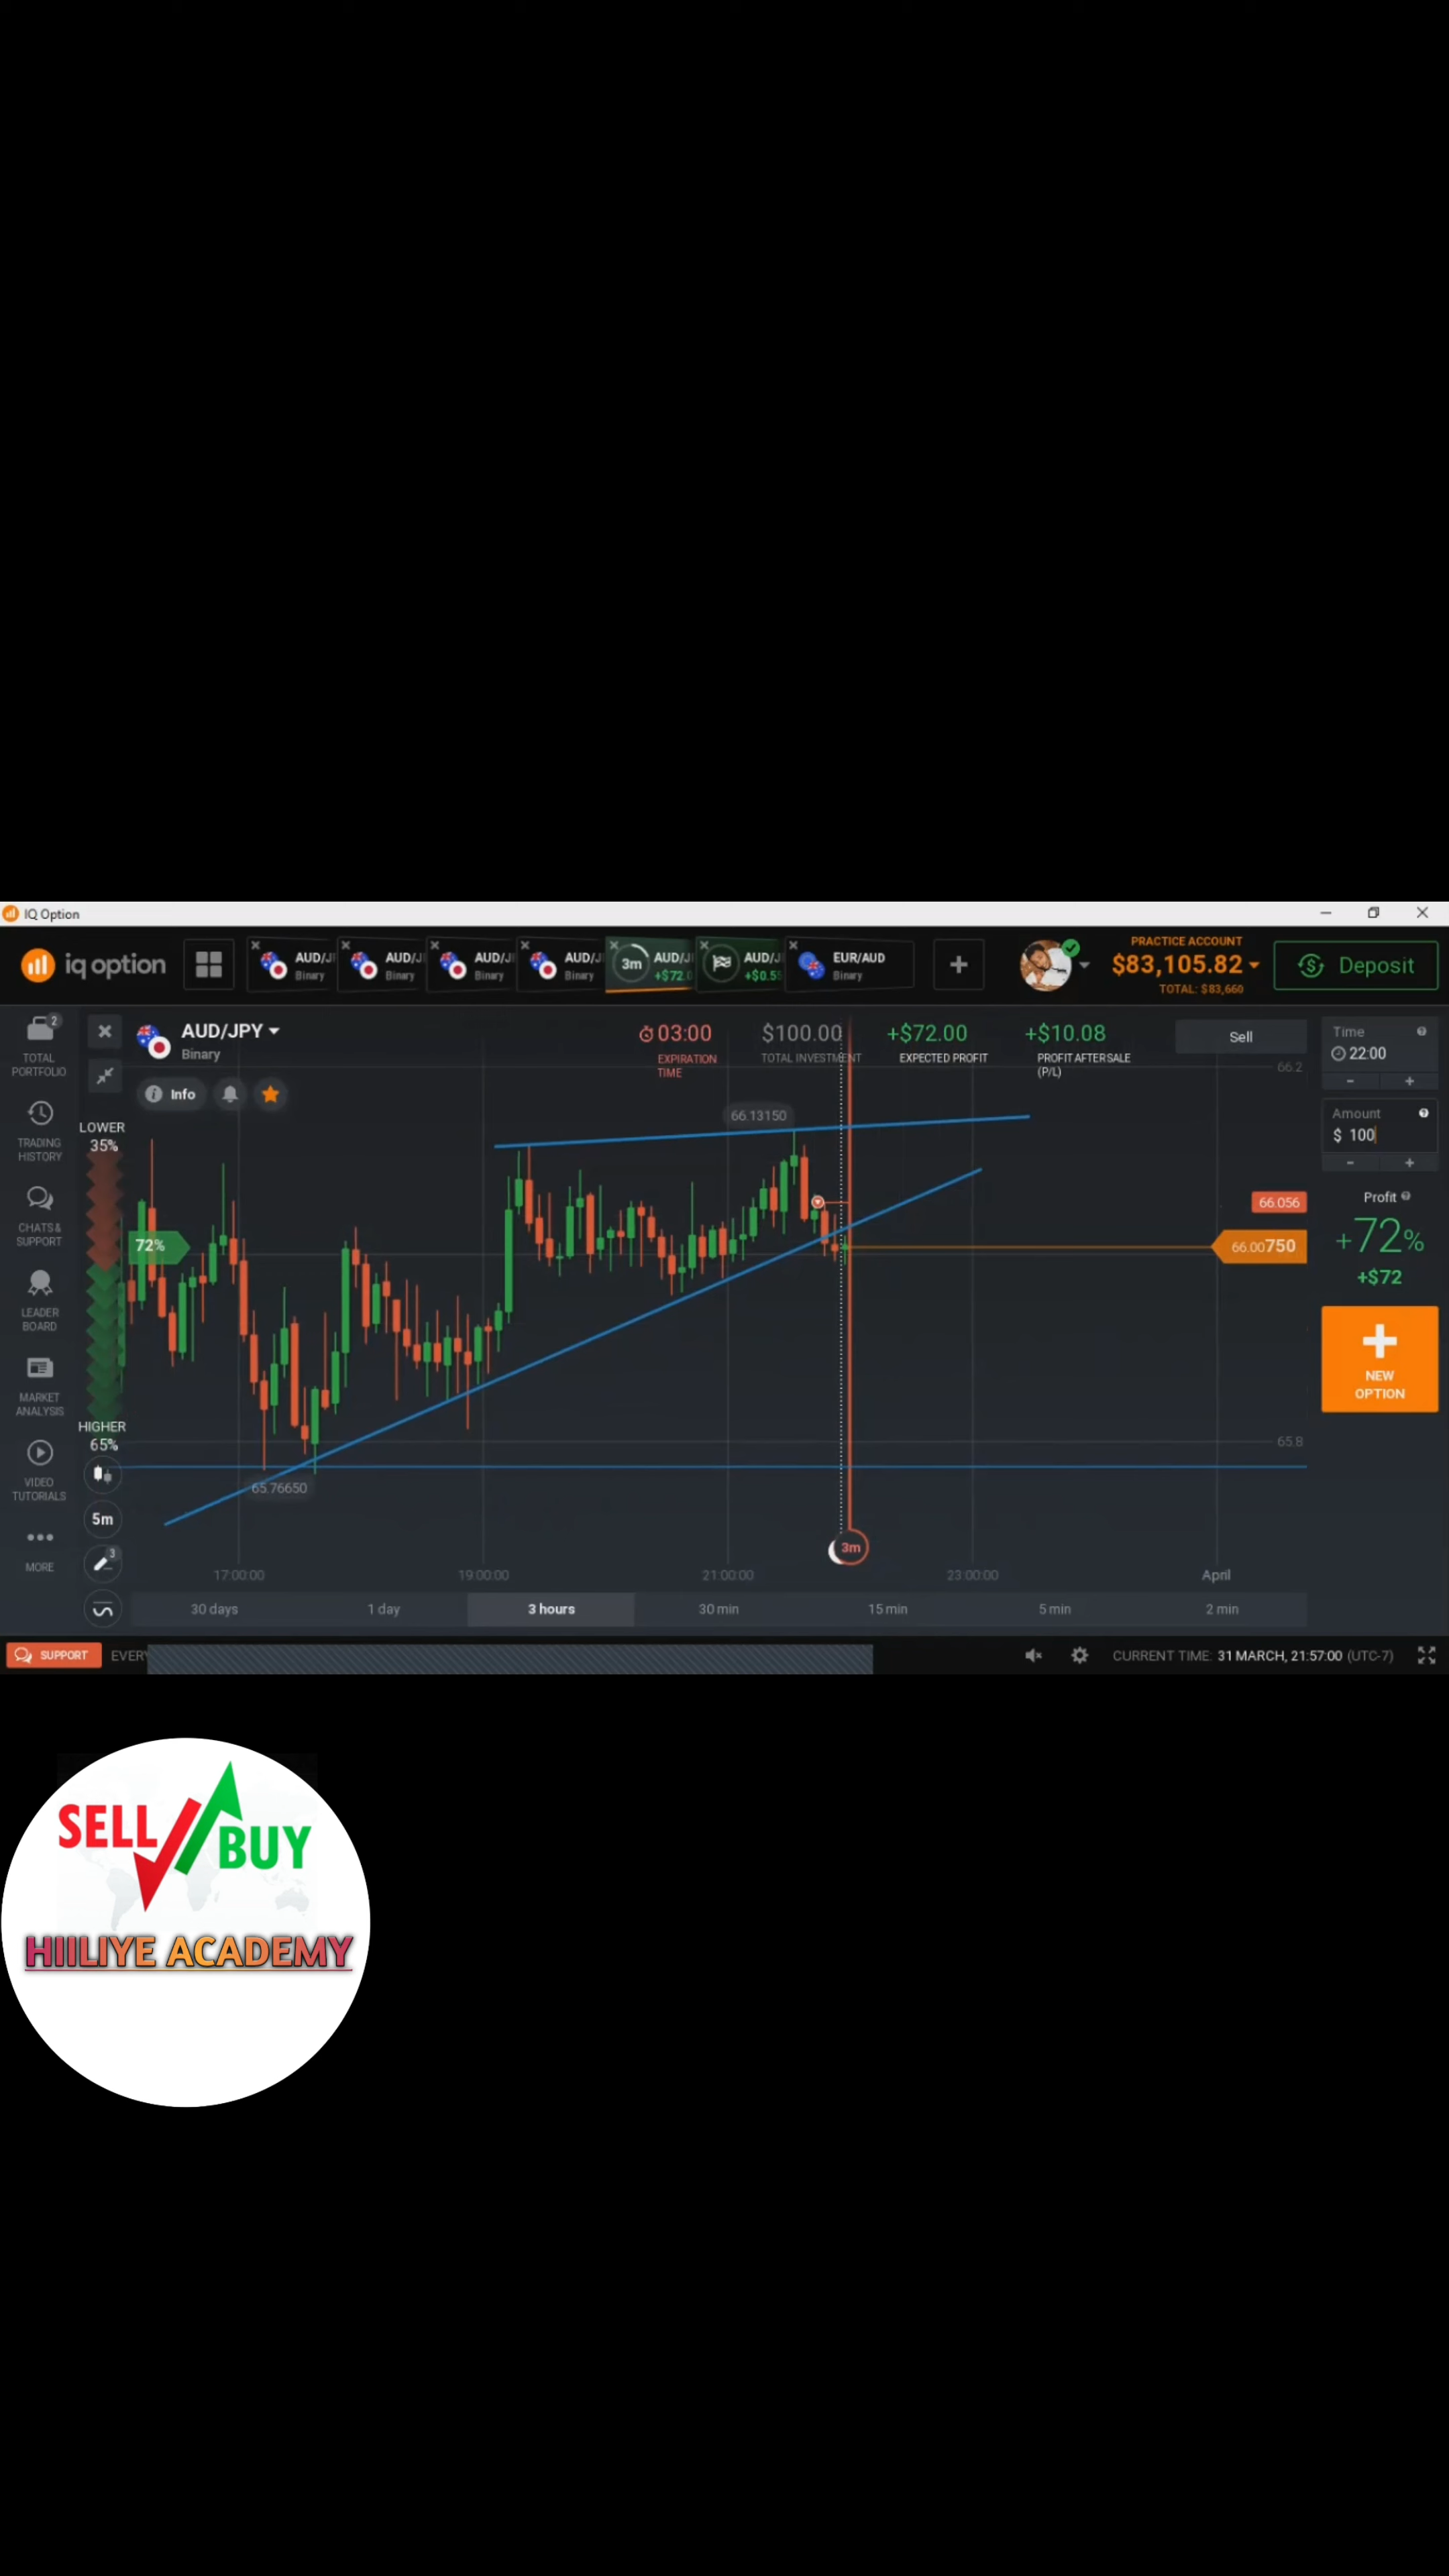 IQ Option
iq option
AUD/J
Binary
AUD/J
Binary
AUD/J
Binary
AUD/J
Binary
3m
AUD/J
+$72.0
AUD/J
+$0.55
EUR/AUD
Binary
+
PRACTICE ACCOUNT
$83,105.82
TOTAL: $83,660
Deposit
2
TOTAL
PORTFOLIO
TRADING
HISTORY
CHATS &
SUPPORT
LEADER
BOARD
MARKET
ANALYSIS
VIDEO
TUTORIALS
MORE
AUD/JPY
Binary
Info
03:00
EXPIRATION
TIME
$100.00
TOTAL INVESTMENT
+$72.00
EXPECTED PROFIT
+$10.08
PROFIT AFTER SALE
(P/L)
Sell
LOWER
35%
72%
HIGHER
65%
5m
3
66.13150
65.76650
66.2
66.056
66.00750
65.8
3m
17:00:00
19:00:00
21:00:00
23:00:00
April
30 days
1 day
3 hours
30 min
15 min
5 min
2 min
Time
22:00
- +
Amount
$ 100
- +
Profit
+72%
+$72
NEW
OPTION
SUPPORT
EVERY
CURRENT TIME: 31 MARCH, 21:57:00 (UTC-7)
SELL
BUY
HIILIYE ACADEMY